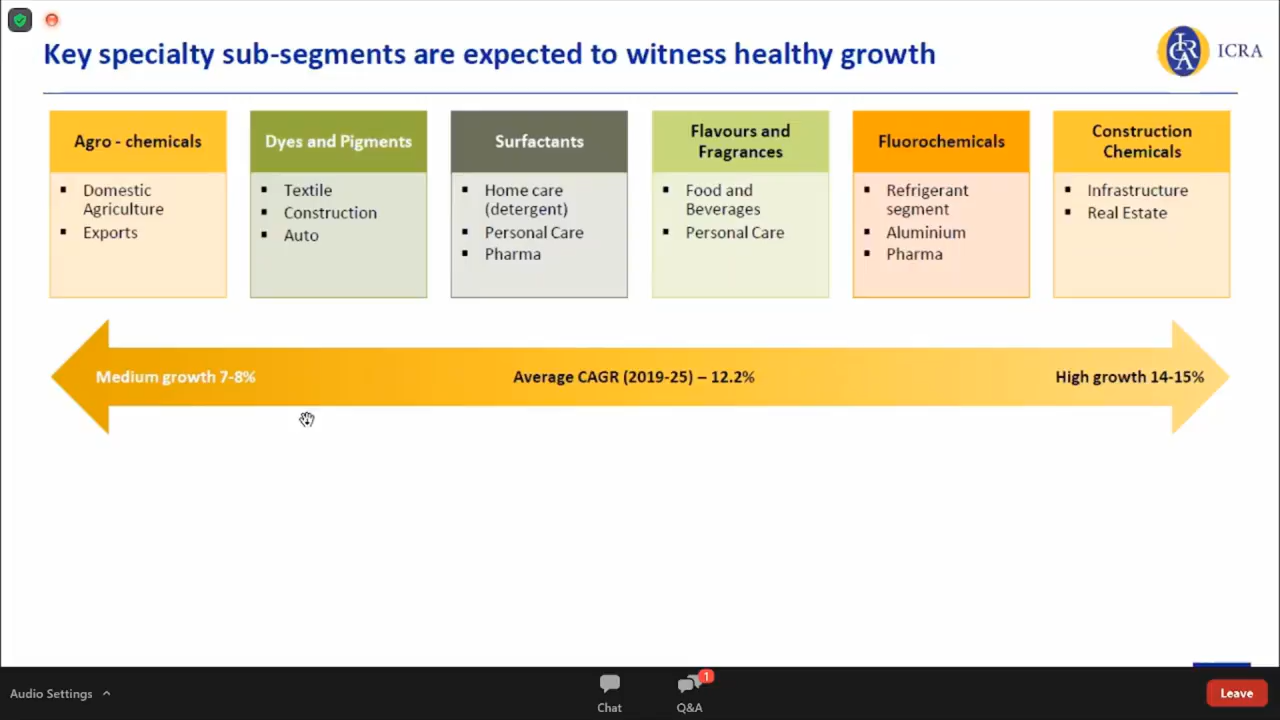 Key specialty sub-segments are expected to witness healthy growth
ICRA
ICRA
Agro - chemicals
▪ Domestic
Agriculture
▪ Exports
Dyes and Pigments
▪ Textile
▪ Construction
▪ Auto
Surfactants
▪ Home care
(detergent)
▪ Personal Care
▪ Pharma
Flavours and
Fragrances
▪ Food and
Beverages
▪ Personal Care
Fluorochemicals
▪ Refrigerant
segment
▪ Aluminium
▪ Pharma
Construction
Chemicals
▪ Infrastructure
▪ Real Estate
Medium growth 7-8%
Average CAGR (2019-25) – 12.2%
High growth 14-15%
Audio Settings
Chat
1
Q&A
Leave